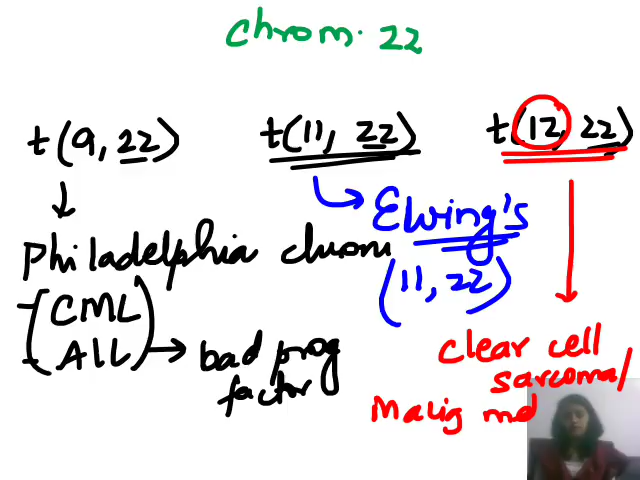 chrom. 22
t(9, 22) t(11, 22) t(12, 22)
Philadelphia chrom
CML
ALL → bad prog factor
Ewing's
(11, 22)
clear cell
sarcoma/
Malig